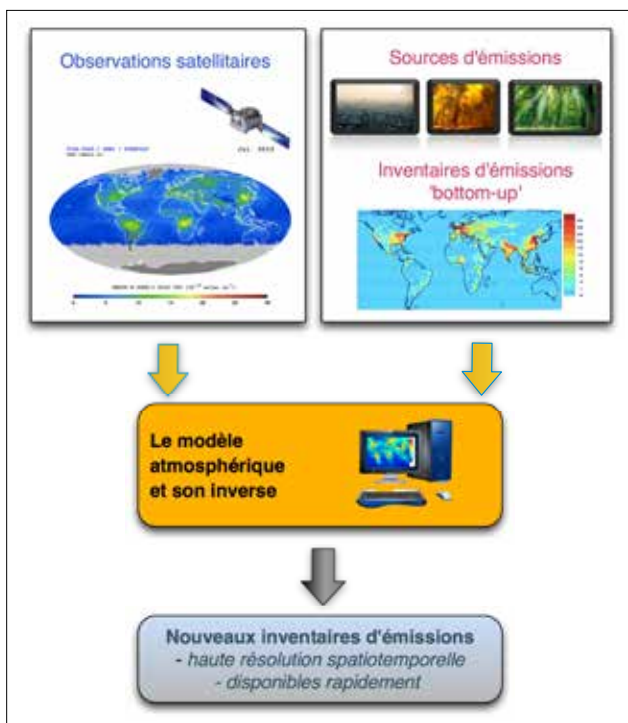 Observations satellitaires
Sources d'émissions
Inventaires d'émissions
'bottom-up'
Le modèle
atmosphérique
et son inverse
Nouveaux inventaires d'émissions
- haute résolution spatiotemporelle
- disponibles rapidement